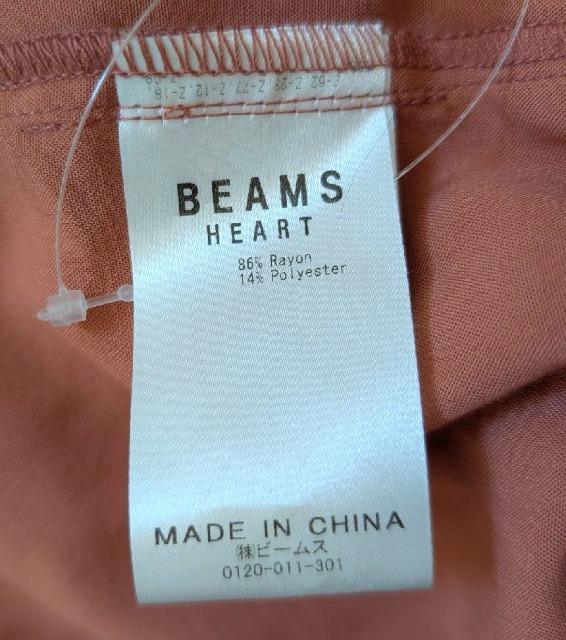 BEAMS
HEART
86% Rayon
14% Polyester
MADE IN CHINA
㈱ビームス
0120-011-301